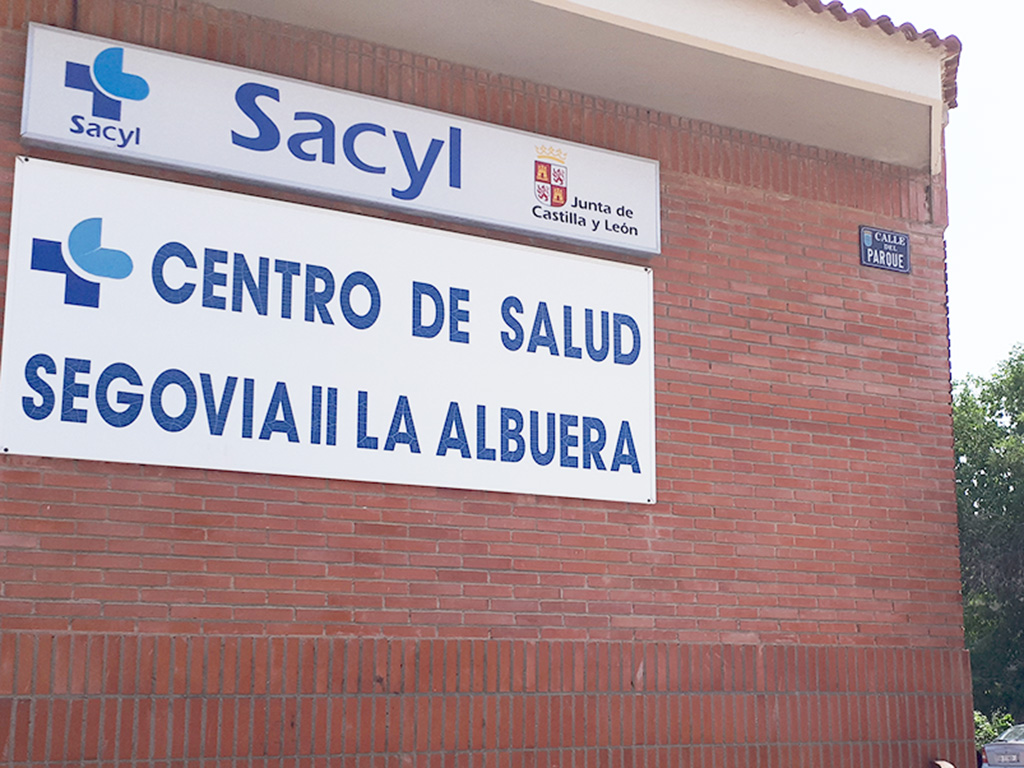 Sacyl
Sacyl
Junta de
Castilla y León
CENTRO DE SALUD
SEGOVIA II LA ALBUERA
CALLE
DEL
PARQUE